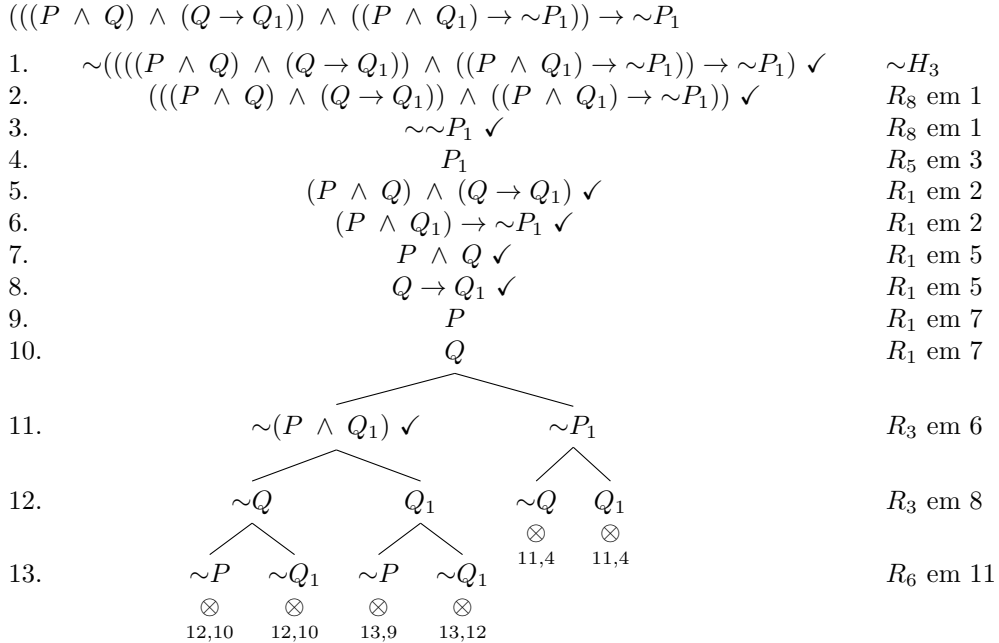 (((P ∧ Q) ∧ (Q → Q₁)) ∧ ((P ∧ Q₁) → ∼P₁)) → ∼P₁
1. ∼((((P ∧ Q) ∧ (Q → Q₁)) ∧ ((P ∧ Q₁) → ∼P₁)) → ∼P₁) ✓ ∼H₃
2. (((P ∧ Q) ∧ (Q → Q₁)) ∧ ((P ∧ Q₁) → ∼P₁)) ✓ R₈ em 1
3. ∼∼P₁ ✓ R₈ em 1
4. P₁ R₅ em 3
5. (P ∧ Q) ∧ (Q → Q₁) ✓ R₁ em 2
6. (P ∧ Q₁) → ∼P₁ ✓ R₁ em 2
7. P ∧ Q ✓ R₁ em 5
8. Q → Q₁ ✓ R₁ em 5
9. P R₁ em 7
10. Q R₁ em 7
11. ∼(P ∧ Q₁) ✓ ∼P₁ R₃ em 6
12. ∼Q Q₁ ∼Q Q₁ R₃ em 8
⊗ ⊗
11,4 11,4
13. ∼P ∼Q₁ ∼P ∼Q₁ R₆ em 11
⊗ ⊗ ⊗ ⊗
12,10 12,10 13,9 13,12